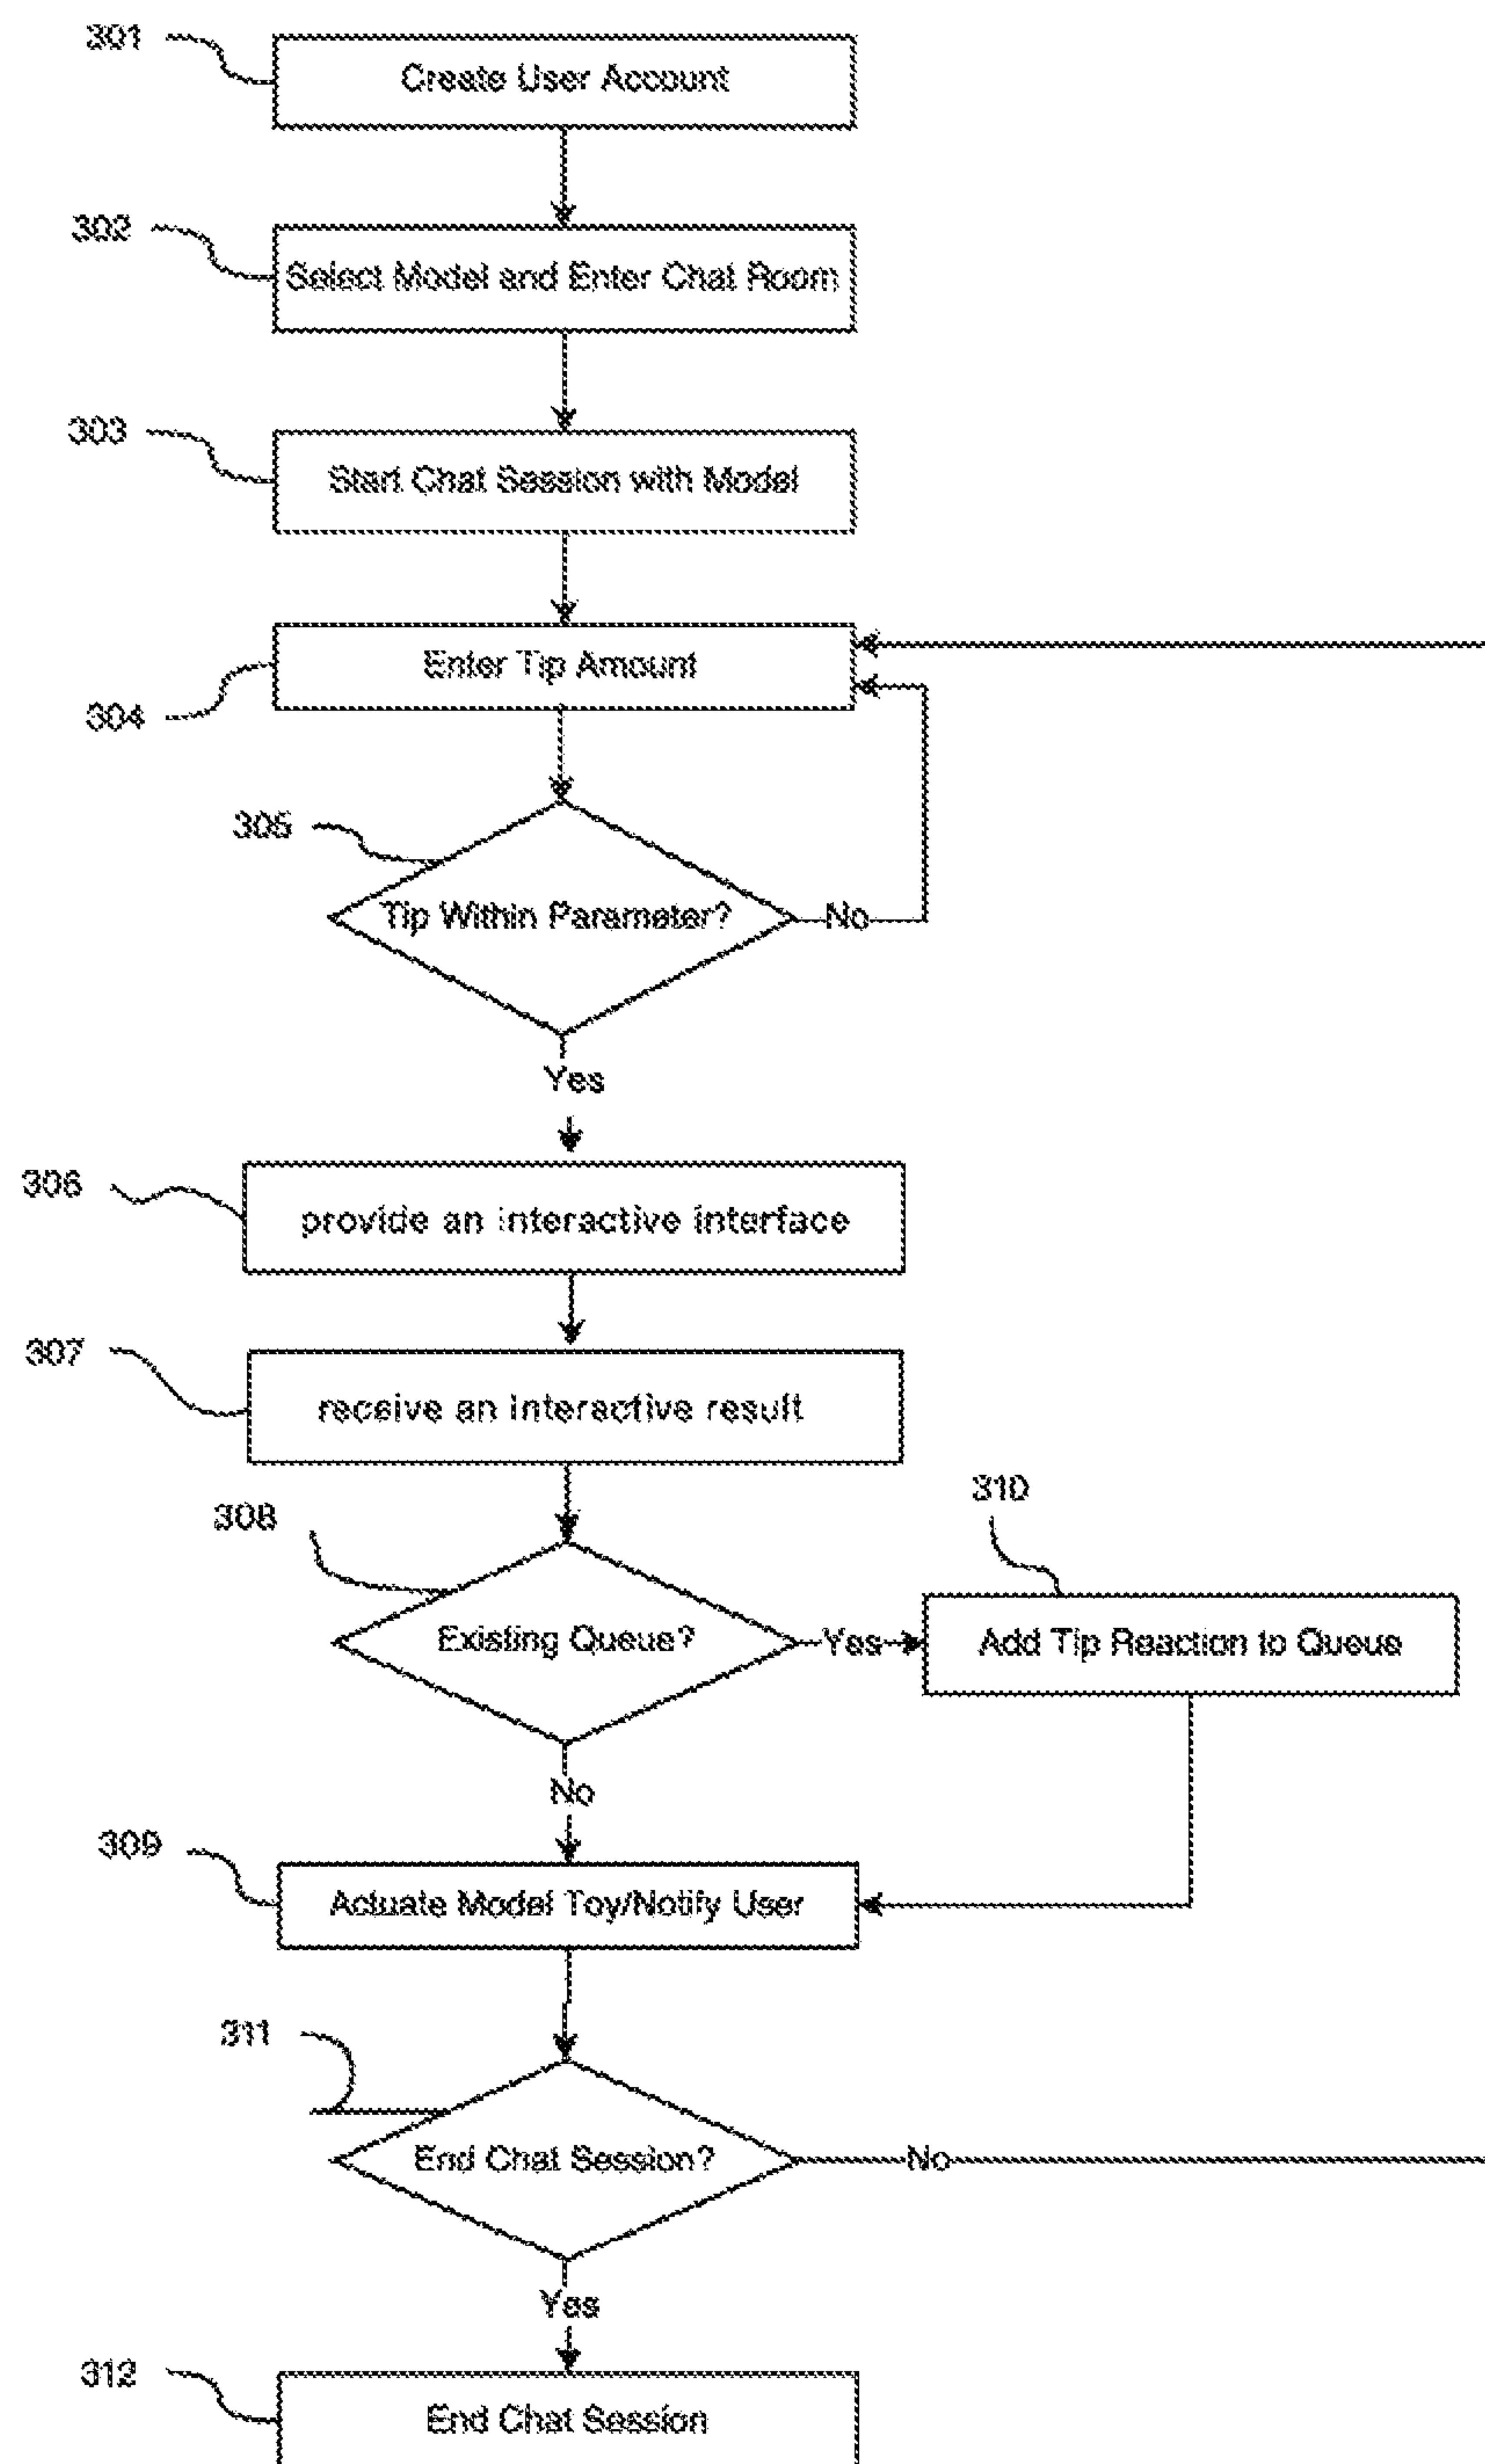 301
Create User Account
302
Select Model and Enter Chat Room
303
Start Chat Session with Model
304
Enter Tip Amount
305
Tip Within Parameter?
No
Yes
306
provide an interactive interface
307
receive an interactive result
308
310
Existing Queue?
Yes
Add Tip Reaction to Queue
No
309
Actuate Model Toy/Notify User
311
End Chat Session?
No
Yes
312
End Chat Session